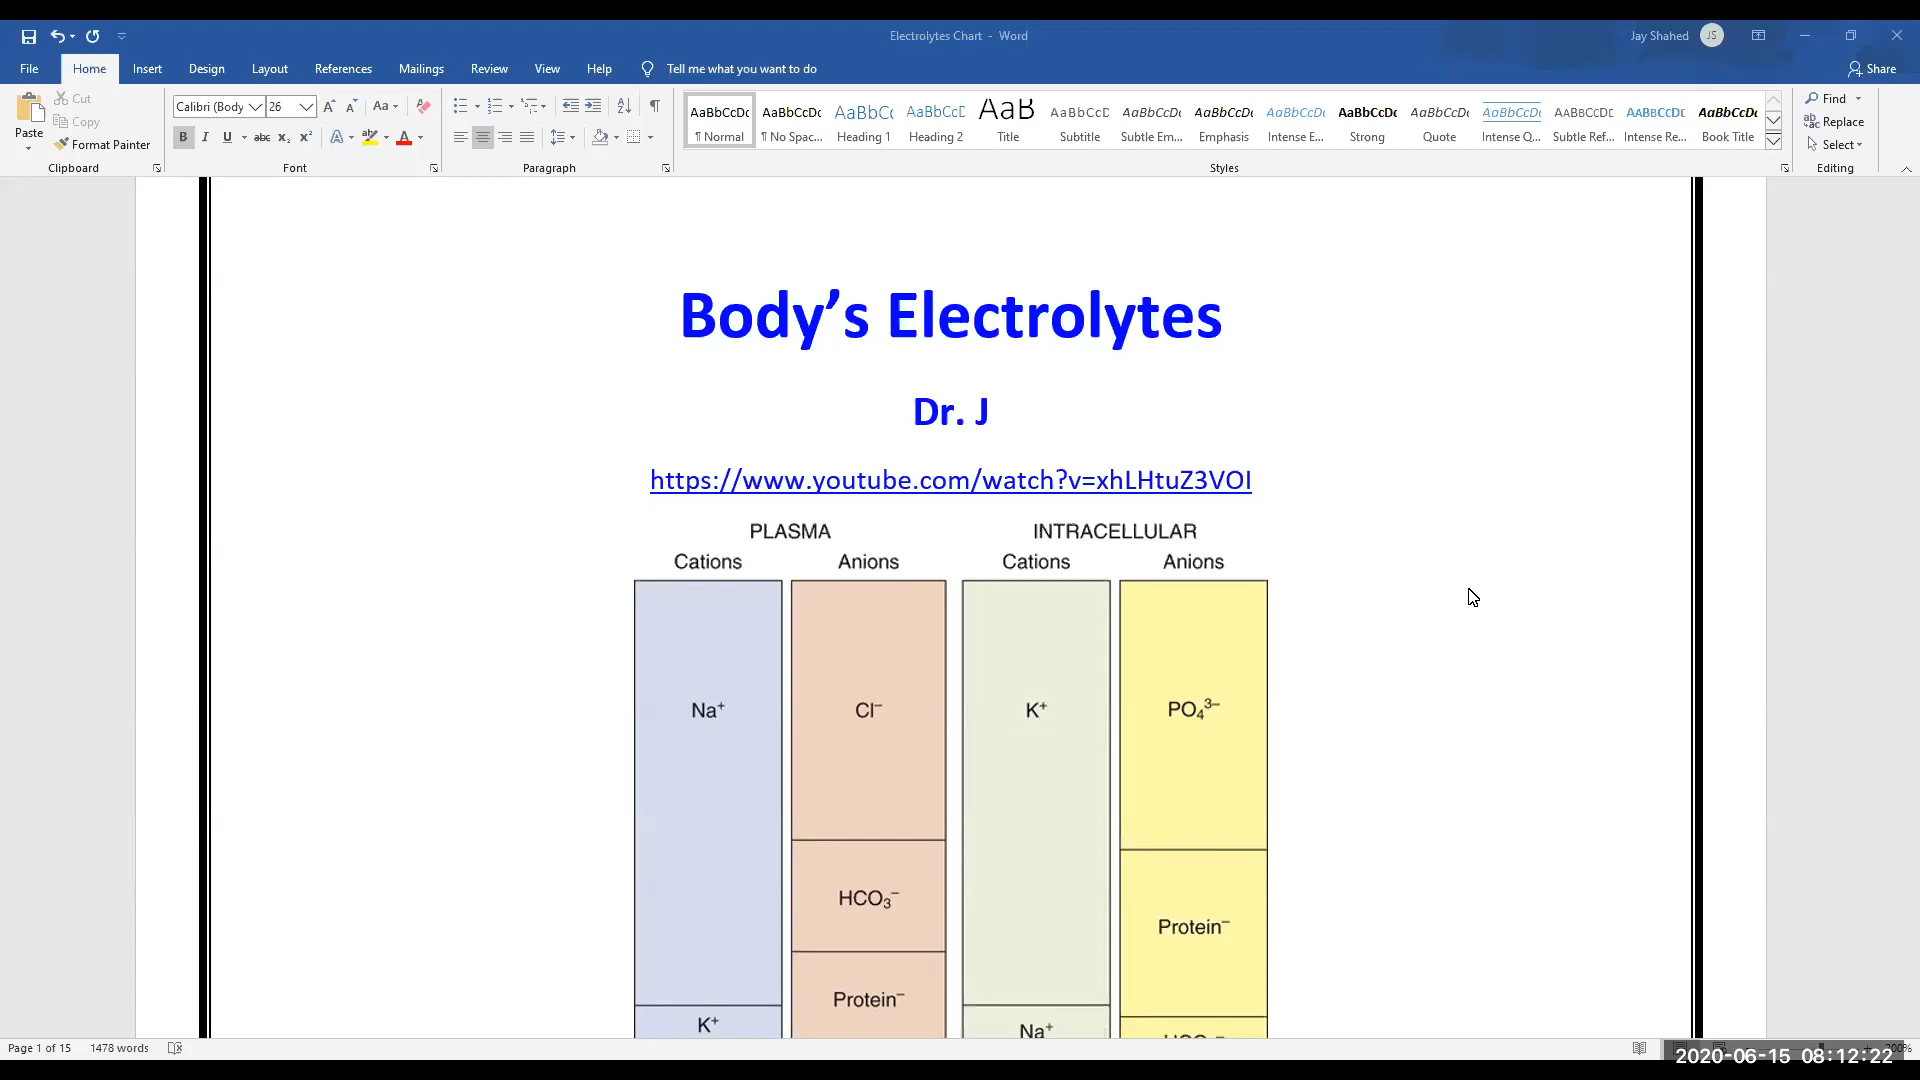 Electrolytes Chart - Word
Jay Shahed JS
File Home Insert Design Layout References Mailings Review View Help Tell me what you want to do Share
Paste
Cut
Copy
Format Painter
Clipboard
Calibri (Body 26
Font
Paragraph
AaBbCcDc AaBbCcDc AaBbCc AaBbCcD AaB AaBbCcD AaBbCcDc AaBbCcDc AaBbCcDc AaBbCcDc AaBbCcDc AaBbCcDc AABBCCDD AABBCCDD AaBbCcDc
¶ Normal ¶ No Spac... Heading 1 Heading 2 Title Subtitle Subtle Em... Emphasis Intense E... Strong Quote Intense Q... Subtle Ref... Intense Re... Book Title
Styles
Find
Replace
Select
Editing
Body’s Electrolytes
Dr. J
https://www.youtube.com/watch?v=xhLHtuZ3VOI
PLASMA INTRACELLULAR
Cations Anions Cations Anions
Na⁺ Cl⁻ K⁺ PO₄³⁻
HCO₃⁻
Protein⁻
Protein⁻
K⁺ Na⁺
Page 1 of 15 1478 words
2020-06-15 08:12:22